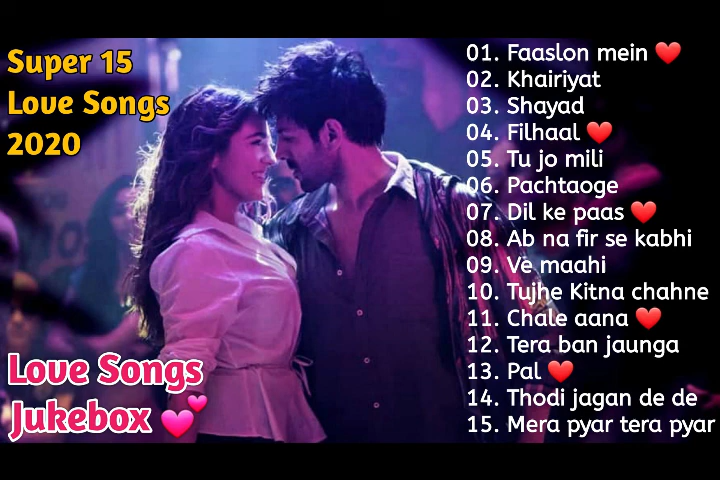 Super 15
Love Songs
2020
01. Faaslon mein ❤️
02. Khairiyat
03. Shayad
04. Filhaal ❤️
05. Tu jo mili
06. Pachtaoge
07. Dil ke paas ❤️
08. Ab na fir se kabhi
09. Ve maahi
10. Tujhe Kitna chahne
11. Chale aana ❤️
12. Tera ban jaunga
13. Pal ❤️
14. Thodi jagan de de
15. Mera pyar tera pyar
Love Songs
Jukebox 💕